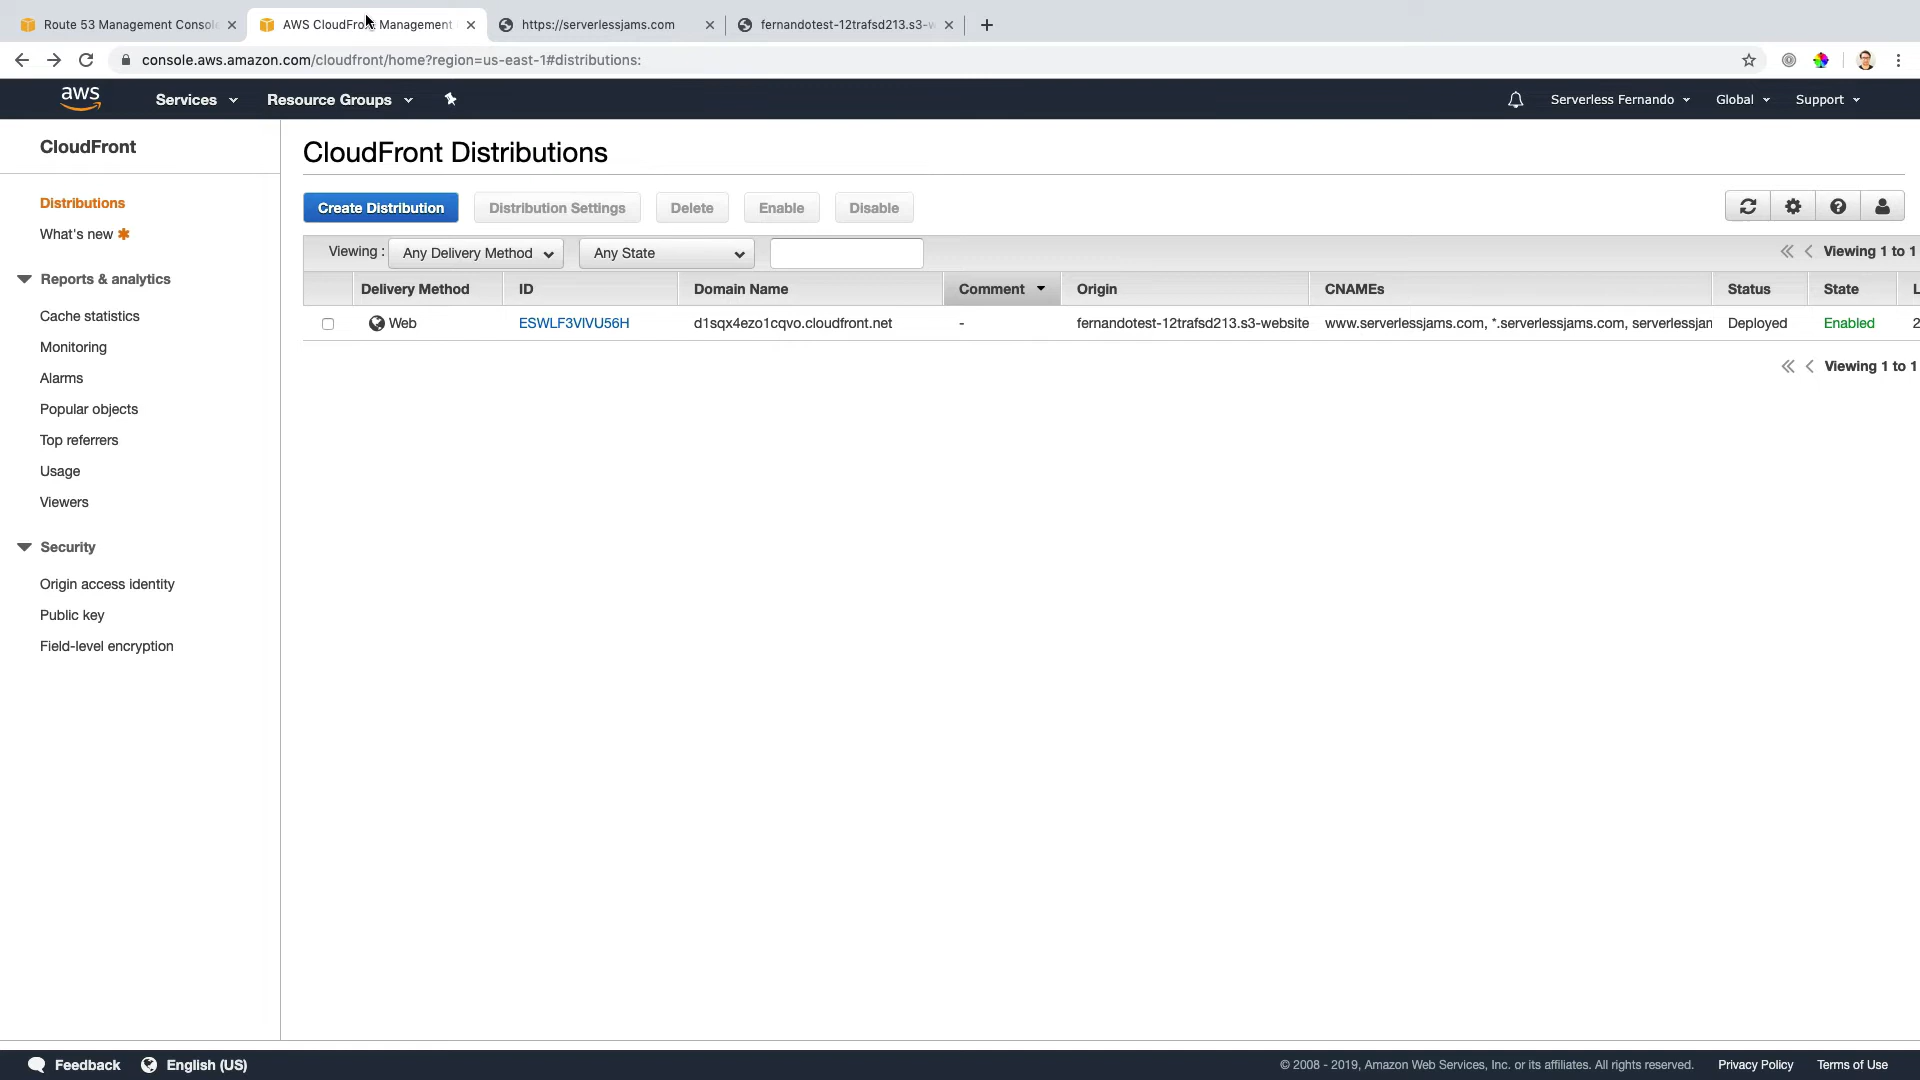 Route 53 Management Consol
AWS CloudFront Management
https://serverlessjams.com
fernandotest-12trafsd213.s3-w
console.aws.amazon.com/cloudfront/home?region=us-east-1#distributions:
aws
Services
Resource Groups
Serverless Fernando
Global
Support
CloudFront
Distributions
What's new
Reports & analytics
Cache statistics
Monitoring
Alarms
Popular objects
Top referrers
Usage
Viewers
Security
Origin access identity
Public key
Field-level encryption
CloudFront Distributions
Create Distribution
Distribution Settings
Delete
Enable
Disable
Viewing :
Any Delivery Method
Any State
Viewing 1 to 1
Delivery Method
ID
Domain Name
Comment
Origin
CNAMEs
Status
State
L
Web
ESWLF3VIVU56H
d1sqx4ezo1cqvo.cloudfront.net
-
fernandotest-12trafsd213.s3-website
www.serverlessjams.com, *.serverlessjams.com, serverlessjan
Deployed
Enabled
2
Viewing 1 to 1
Feedback
English (US)
© 2008 - 2019, Amazon Web Services, Inc. or its affiliates. All rights reserved.
Privacy Policy
Terms of Use